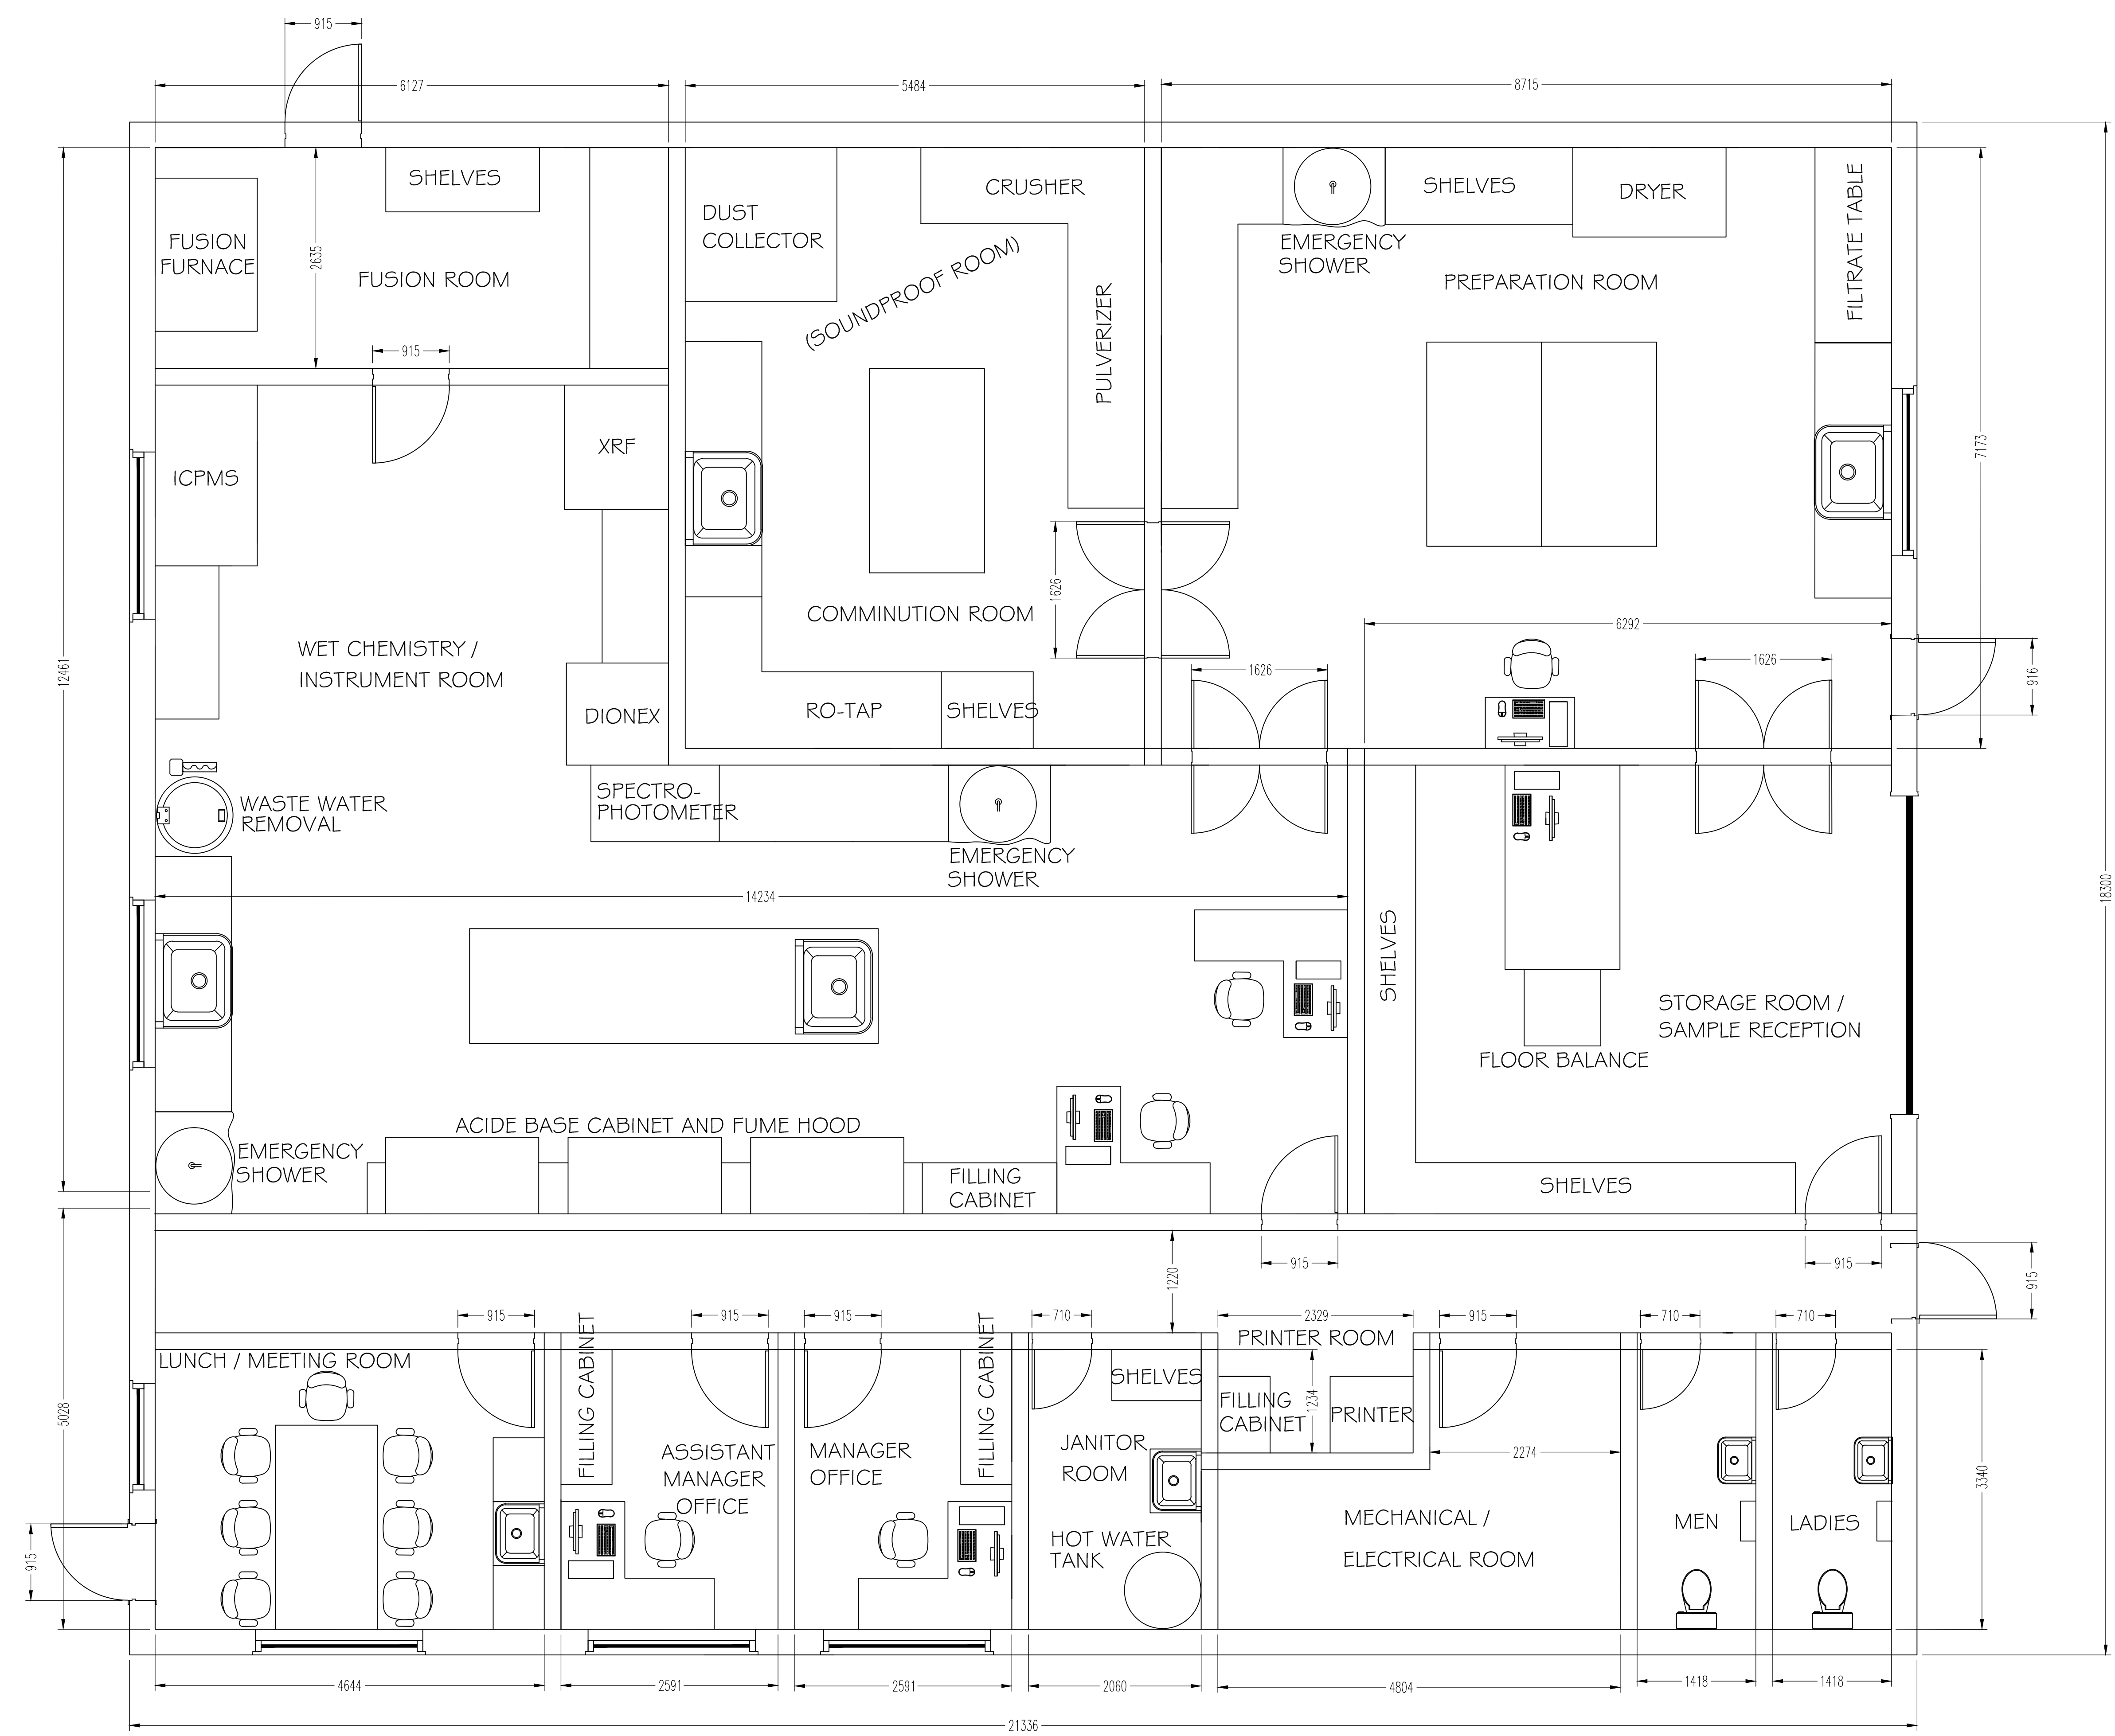 915
6127
5484
8715
SHELVES
FUSION
FURNACE
2635
FUSION ROOM
915
DUST
COLLECTOR
CRUSHER
(SOUNDPROOF ROOM)
PULVERIZER
EMERGENCY
SHOWER
SHELVES
DRYER
FILTRATE TABLE
PREPARATION ROOM
ICPMS
XRF
7173
12461
WET CHEMISTRY /
INSTRUMENT ROOM
COMMINUTION ROOM
1626
6292
1626
1626
916
DIONEX
RO-TAP
SHELVES
WASTE WATER
REMOVAL
SPECTRO-
PHOTOMETER
EMERGENCY
SHOWER
14234
18300
SHELVES
STORAGE ROOM /
SAMPLE RECEPTION
FLOOR BALANCE
ACIDE BASE CABINET AND FUME HOOD
EMERGENCY
SHOWER
FILLING
CABINET
SHELVES
1220
915
915
915
5028
915
915
915
710
2329
915
710
710
LUNCH / MEETING ROOM
FILLING CABINET
ASSISTANT
MANAGER
OFFICE
MANAGER
OFFICE
FILLING CABINET
SHELVES
JANITOR
ROOM
HOT WATER
TANK
PRINTER ROOM
FILLING
CABINET
1234
PRINTER
2274
MECHANICAL /
ELECTRICAL ROOM
MEN
LADIES
3340
915
4644
2591
2591
2060
4804
1418
1418
21336